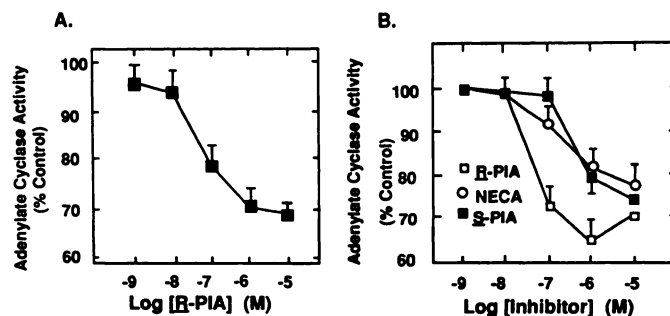 A.
Adenylate Cyclase Activity
(% Control)
100
90
80
70
60
-9 -8 -7 -6 -5
Log [R-PIA] (M)
B.
Adenylate Cyclase Activity
(% Control)
100
90
80
70
60
R-PIA
NECA
S-PIA
-9 -8 -7 -6 -5
Log [Inhibitor] (M)